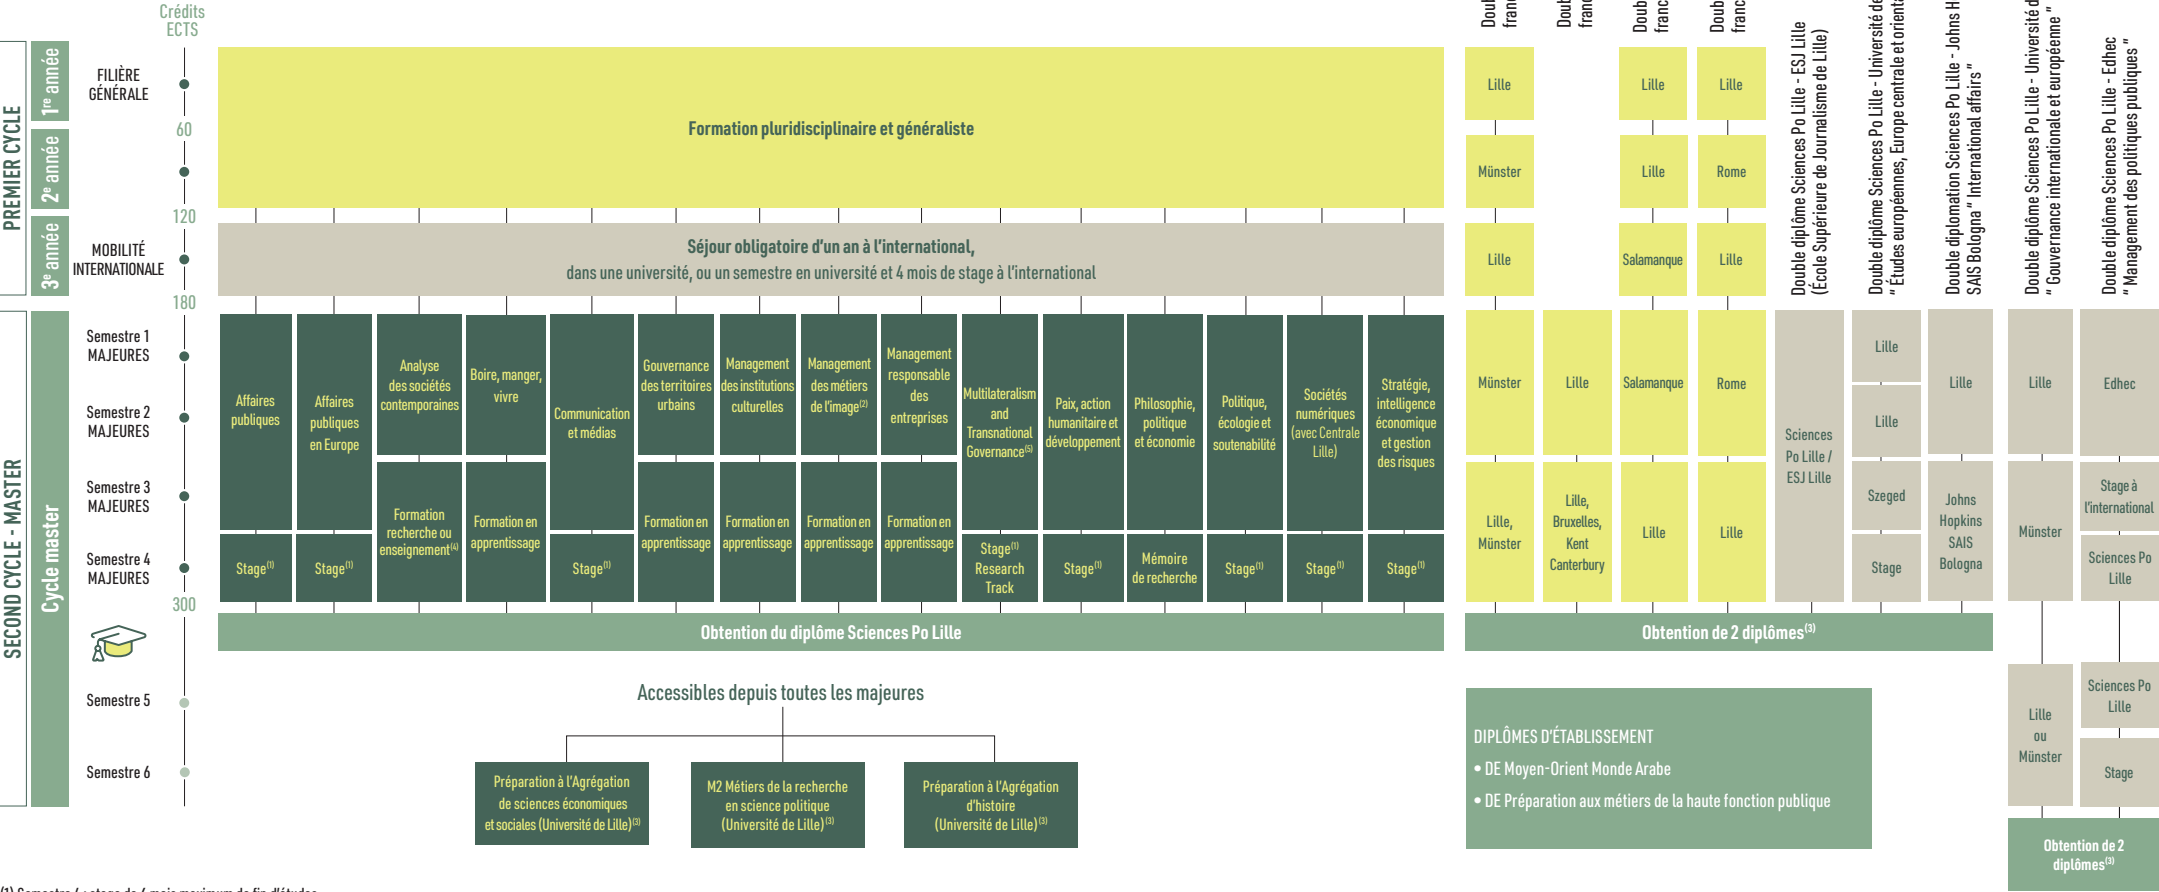 Crédits
ECTS
PREMIER CYCLE
1re année
2e année
3e année
FILIÈRE
GÉNÉRALE
60
120
MOBILITÉ
INTERNATIONALE
180
Formation pluridisciplinaire et généraliste
Séjour obligatoire d'un an à l'international,
dans une université, ou un semestre en université et 4 mois de stage à l'international
SECOND CYCLE - MASTER
Cycle master
Semestre 1
MAJEURES
Semestre 2
MAJEURES
Semestre 3
MAJEURES
Semestre 4
MAJEURES
300
Semestre 5
Semestre 6
Affaires
publiques
Stage(1)
Affaires
publiques
en Europe
Stage(1)
Analyse
des sociétés
contemporaines
Formation
recherche ou
enseignement(4)
Boire, manger,
vivre
Formation en
apprentissage
Communication
et médias
Stage(1)
Gouvernance
des territoires
urbains
Formation en
apprentissage
Management
des institutions
culturelles
Formation en
apprentissage
Management
des métiers
de l'image(2)
Formation en
apprentissage
Management
responsable
des
entreprises
Formation en
apprentissage
Multilateralism
and
Transnational
Governance(5)
Stage(1)
Research
Track
Paix, action
humanitaire et
développement
Stage(1)
Philosophie,
politique
et économie
Mémoire
de recherche
Politique,
écologie et
soutenabilité
Stage(1)
Sociétés
numériques
(avec Centrale
Lille)
Stage(1)
Stratégie,
intelligence
économique
et gestion
des risques
Stage(1)
Obtention du diplôme Sciences Po Lille
Accessibles depuis toutes les majeures
Préparation à l'Agrégation
de sciences économiques
et sociales (Université de Lille)(3)
M2 Métiers de la recherche
en science politique
(Université de Lille)(3)
Préparation à l'Agrégation
d'histoire
(Université de Lille)(3)
Lille
Münster
Lille
Münster
Lille,
Münster
Lille
Lille,
Bruxelles,
Kent
Canterbury
Lille
Lille
Salamanque
Salamanque
Lille
Lille
Rome
Lille
Rome
Lille
Double diplôme Sciences Po Lille - ESJ Lille
(École Supérieure de Journalisme de Lille)
Sciences
Po Lille /
ESJ Lille
Double diplôme Sciences Po Lille - Université de
" Études européennes, Europe centrale et orienta
Lille
Lille
Szeged
Stage
Double diplomation Sciences Po Lille - Johns H
SAIS Bologna " International affairs "
Lille
Johns
Hopkins
SAIS
Bologna
Obtention de 2 diplômes(3)
Double diplôme Sciences Po Lille - Université d
" Gouvernance internationale et européenne "
Lille
Münster
Lille
ou
Münster
Double diplôme Sciences Po Lille - Edhec
" Management des politiques publiques "
Edhec
Stage à
l'international
Sciences Po
Lille
Sciences Po
Lille
Stage
Obtention de 2
diplômes(3)
DIPLÔMES D'ÉTABLISSEMENT
• DE Moyen-Orient Monde Arabe
• DE Préparation aux métiers de la haute fonction publique